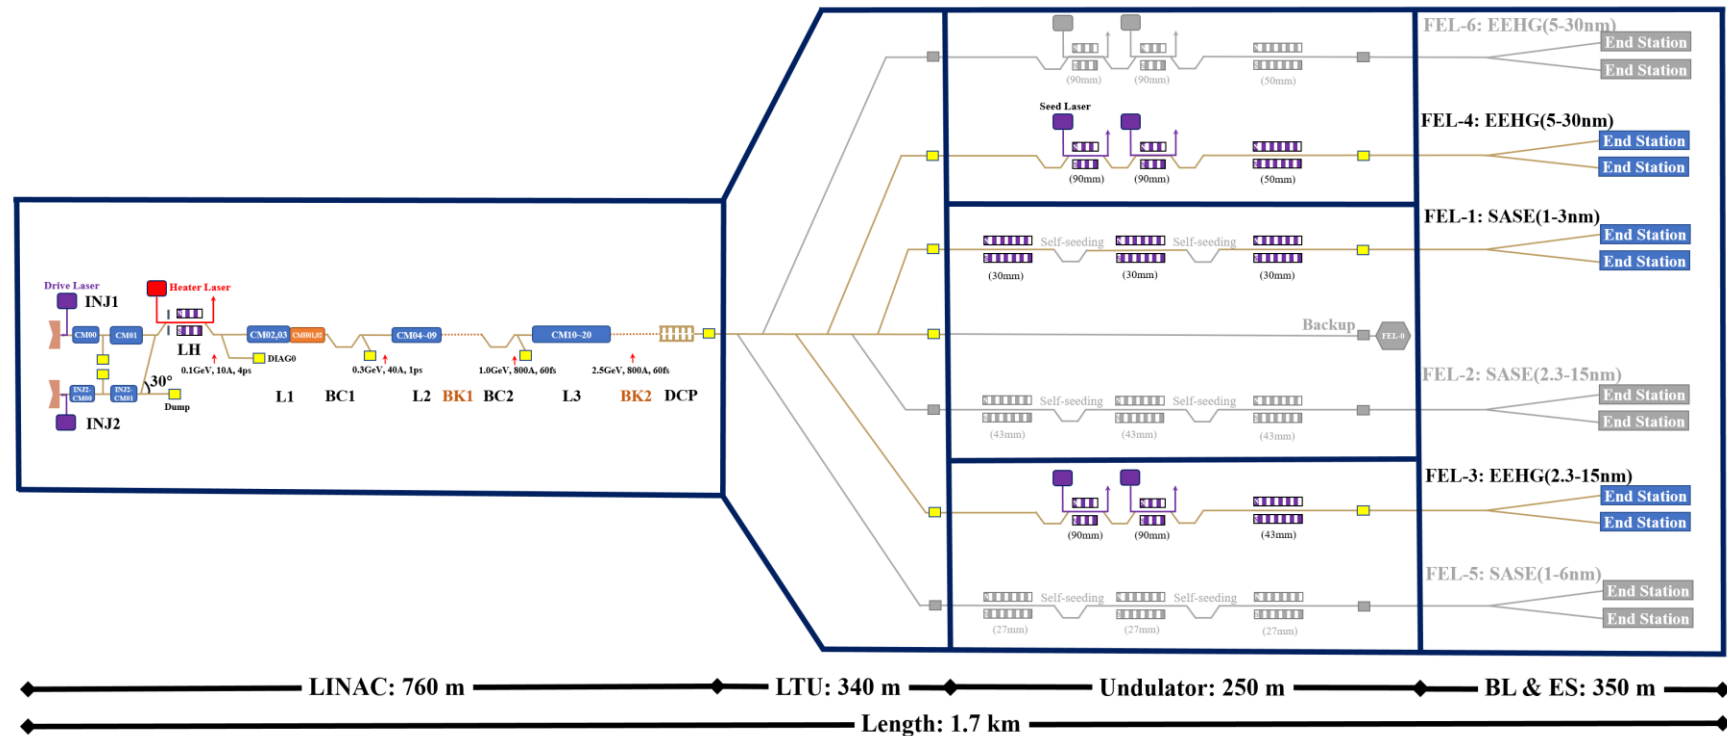 FEL-6: EEHG(5-30nm)
End Station
End Station
(90mm)
(90mm)
(50mm)
Seed Laser
FEL-4: EEHG(5-30nm)
End Station
End Station
(90mm)
(90mm)
(50mm)
FEL-1: SASE(1-3nm)
Self-seeding
Self-seeding
End Station
End Station
(30mm)
(30mm)
(30mm)
Drive Laser
INJ1
Heater Laser
CM00
CM01
LH
CM02,03
CM04~09
CM10~20
Backup
FEL-0
DIAG0
0.1GeV, 10A, 4ps
0.3GeV, 40A, 1ps
1.0GeV, 800A, 60fs
2.5GeV, 800A, 60fs
30°
INJ2-CM00
INJ2-CM01
Dump
INJ2
L1
BC1
L2
BK1
BC2
L3
BK2
DCP
FEL-2: SASE(2.3-15nm)
Self-seeding
Self-seeding
End Station
End Station
(43mm)
(43mm)
(43mm)
FEL-3: EEHG(2.3-15nm)
End Station
End Station
(90mm)
(90mm)
(43mm)
FEL-5: SASE(1-6nm)
Self-seeding
Self-seeding
End Station
End Station
(27mm)
(27mm)
(27mm)
LINAC: 760 m
LTU: 340 m
Undulator: 250 m
BL & ES: 350 m
Length: 1.7 km